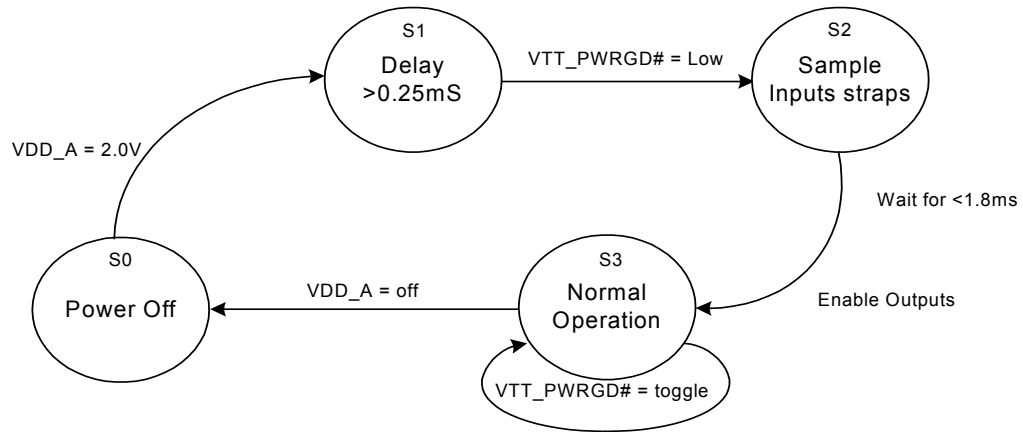 S1
Delay
>0.25mS
VTT_PWRGD# = Low
S2
Sample
Inputs straps
VDD_A = 2.0V
Wait for <1.8ms
S0
Power Off
VDD_A = off
S3
Normal
Operation
Enable Outputs
VTT_PWRGD# = toggle